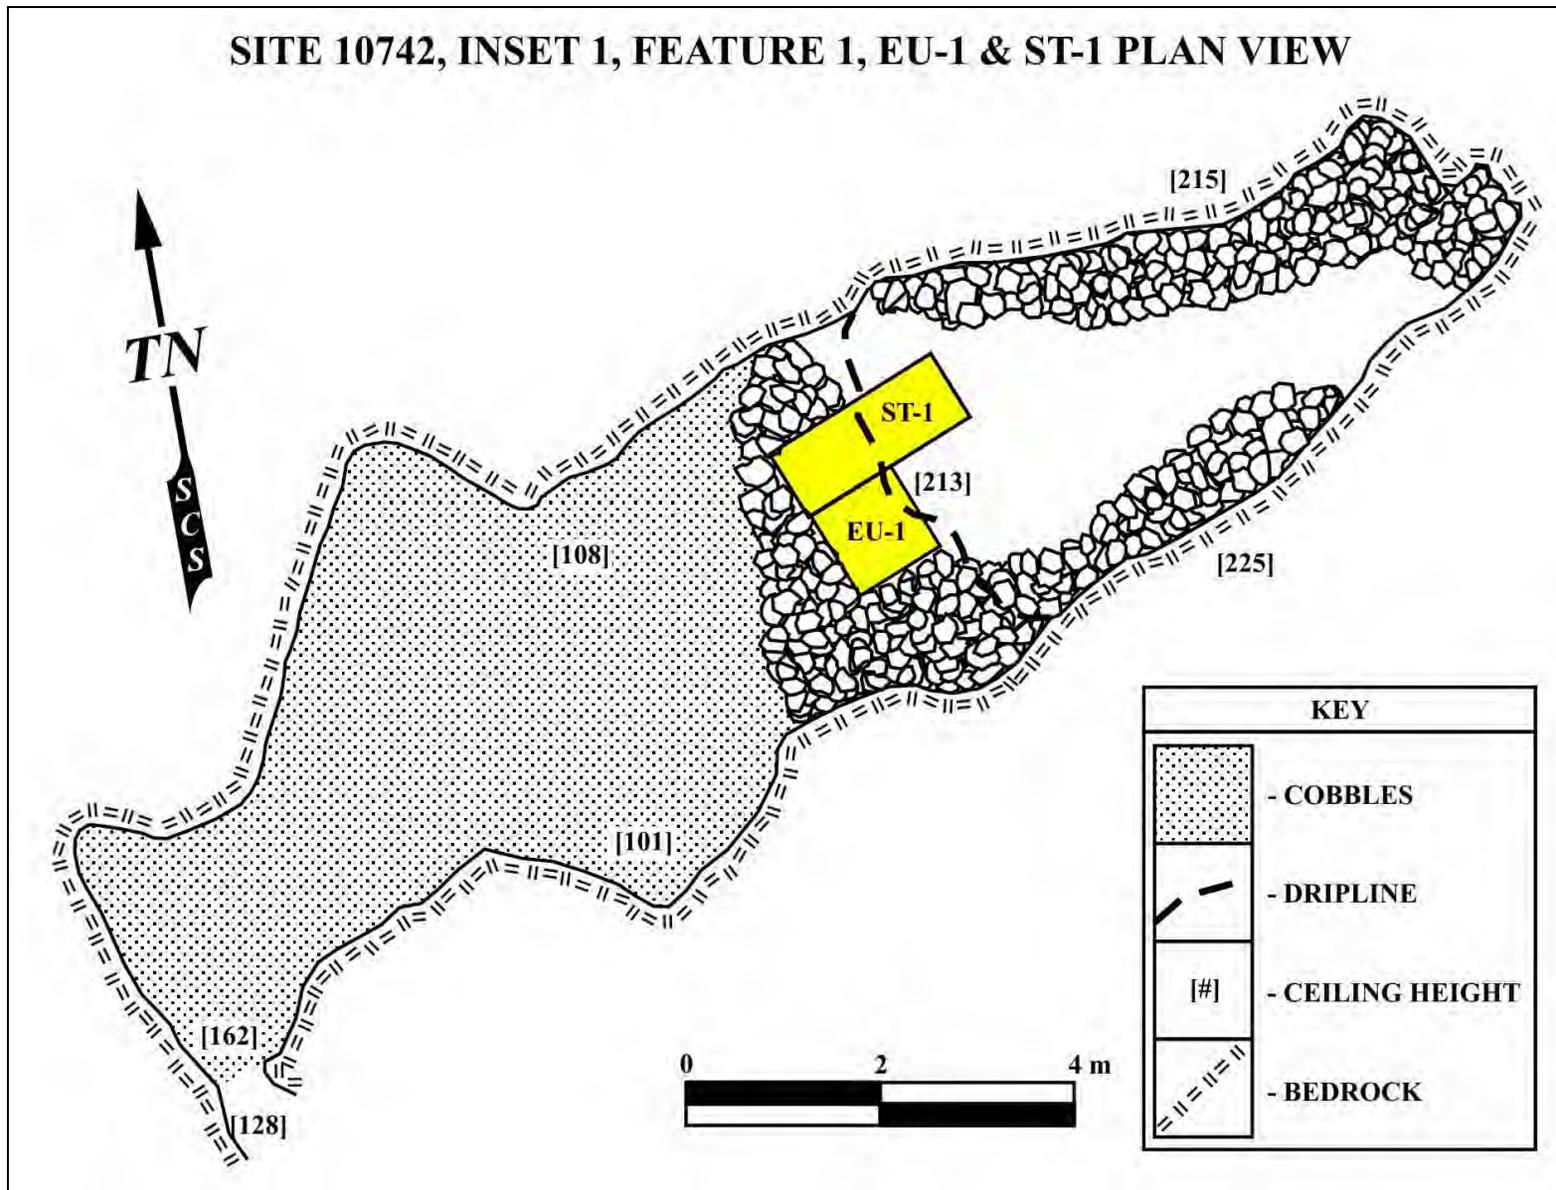 SITE 10742, INSET 1, FEATURE 1, EU-1 & ST-1 PLAN VIEW
[215]
TN
ST-1
[213]
SCS
EU-1
[108]
[225]
KEY
- COBBLES
[101]
- DRIPLINE
[#] - CEILING HEIGHT
[162]
0 2 4 m
- BEDROCK
[128]